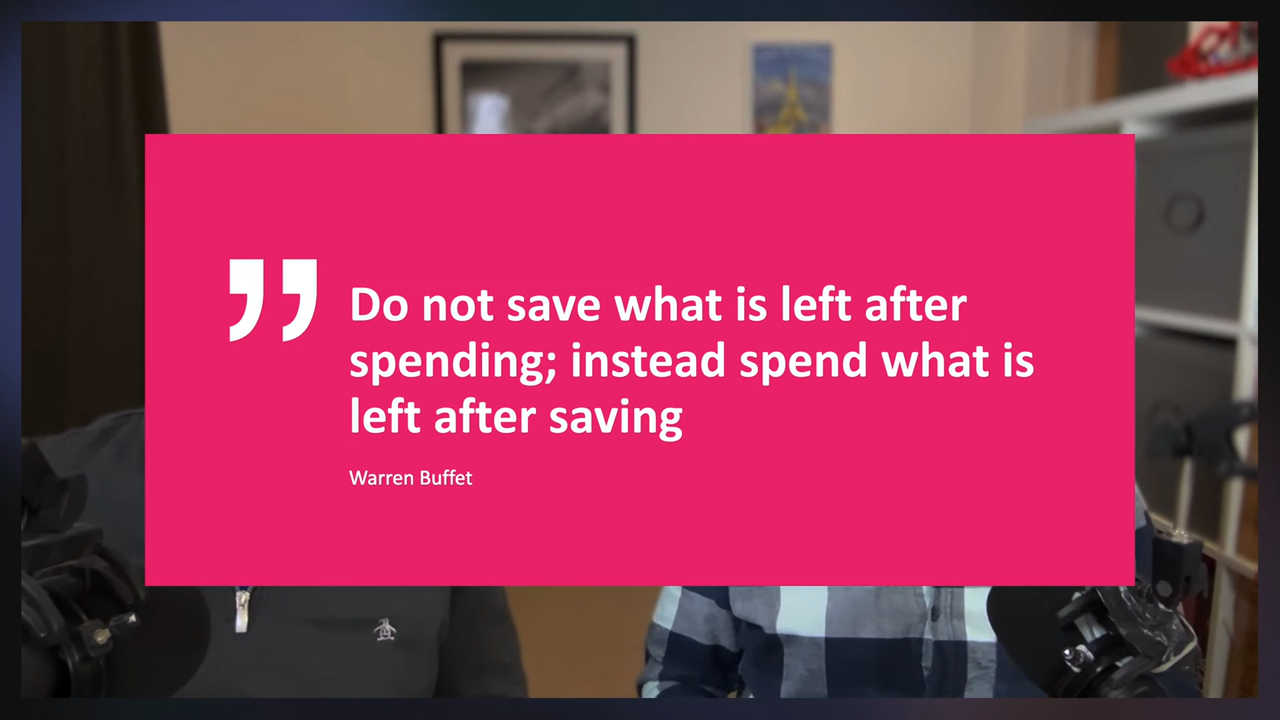 ”
Do not save what is left after
spending; instead spend what is
left after saving
Warren Buffet